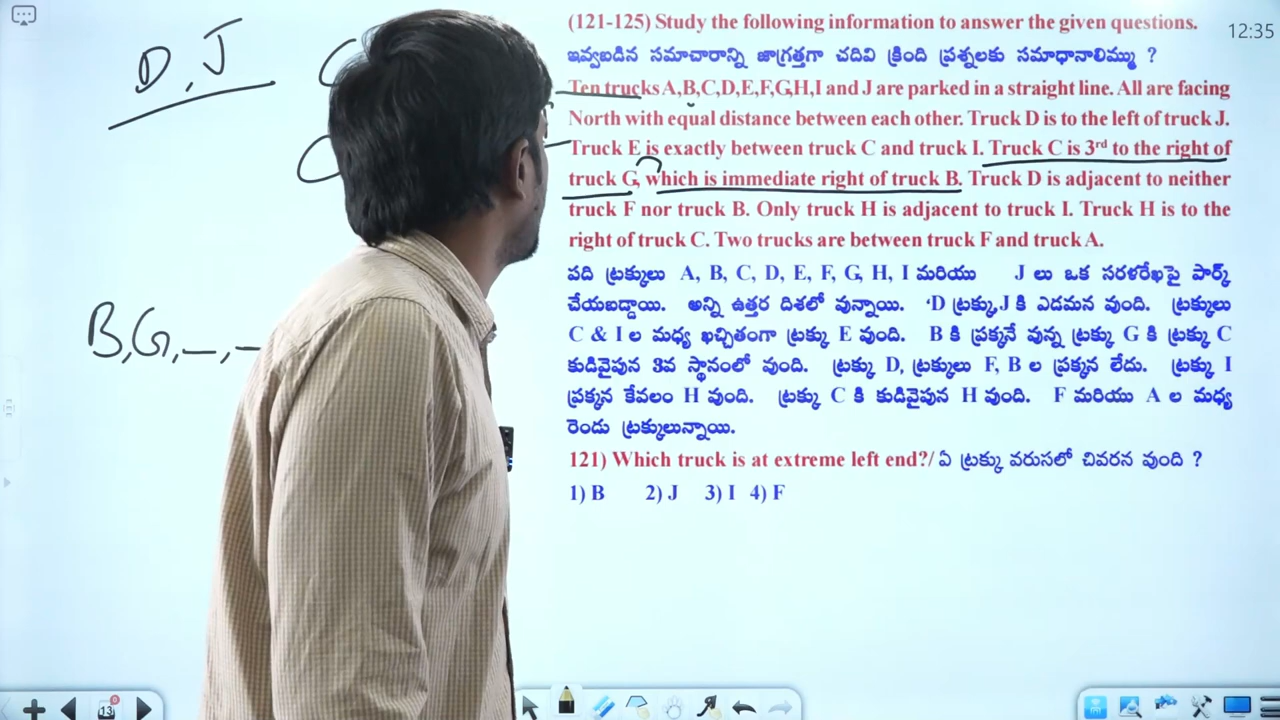 D, J
B, G, –, –
12:35
(121-125) Study the following information to answer the given questions.
ఇవ్వబడిన సమాచారాన్ని జాగ్రత్తగా చదివి క్రింది ప్రశ్నలకు సమాధానాలిమ్ము ?
Ten trucks A,B,C,D,E,F,G,H,I and J are parked in a straight line. All are facing
North with equal distance between each other. Truck D is to the left of truck J.
Truck E is exactly between truck C and truck I. Truck C is 3rd to the right of
truck G, which is immediate right of truck B. Truck D is adjacent to neither
truck F nor truck B. Only truck H is adjacent to truck I. Truck H is to the
right of truck C. Two trucks are between truck F and truck A.
పది ట్రక్కులు A, B, C, D, E, F, G, H, I మరియు J లు ఒక సరళరేఖపై పార్క్
చేయబడ్డాయి. అన్ని ఉత్తర దిశలో వున్నాయి. 'D ట్రక్కు,J కి ఎడమన వుంది. ట్రక్కులు
C & I ల మధ్య ఖచ్చితంగా ట్రక్కు E వుంది. B కి ప్రక్కనే వున్న ట్రక్కు G కి ట్రక్కు C
కుడివైపున 3వ స్థానంలో వుంది. ట్రక్కు D, ట్రక్కులు F, B ల ప్రక్కన లేదు. ట్రక్కు I
ప్రక్కన కేవలం H వుంది. ట్రక్కు C కి కుడివైపున H వుంది. F మరియు A ల మధ్య
రెండు ట్రక్కులున్నాయి.
121) Which truck is at extreme left end?/ ఏ ట్రక్కు వరుసలో చివరన వుంది ?
1) B 2) J 3) I 4) F
13